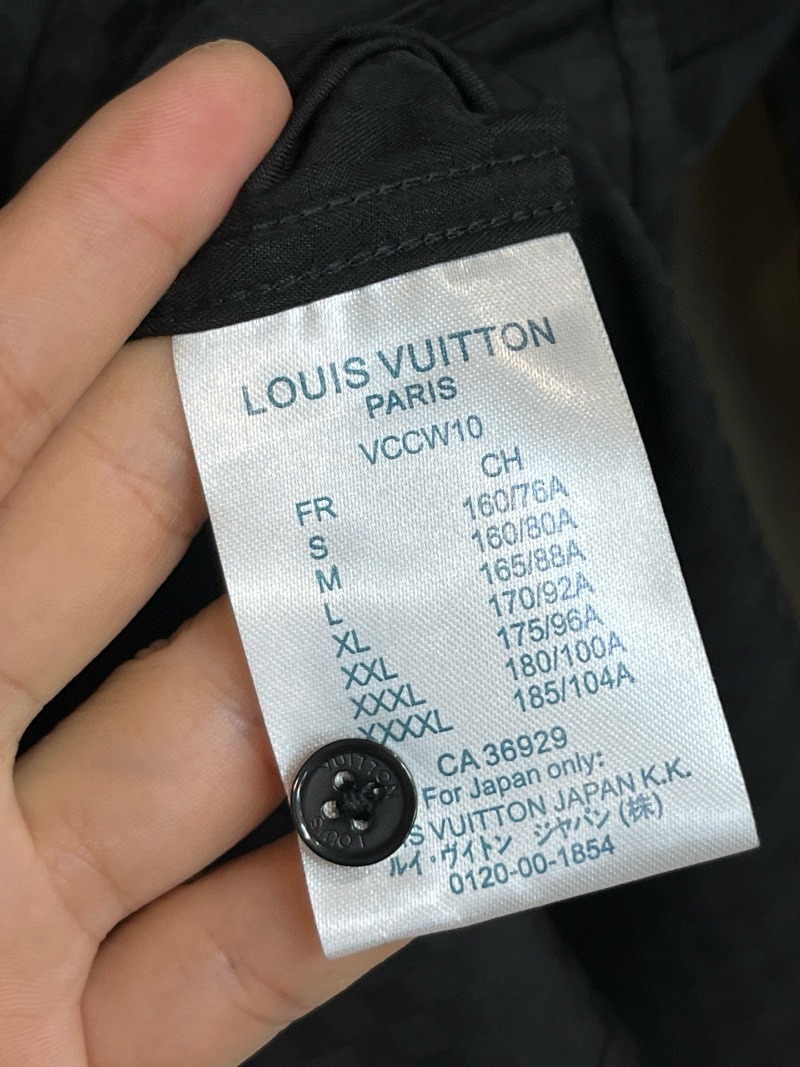 LOUIS VUITTON
PARIS
VCCW10
FR CH
S 160/76A
M 160/80A
L 165/88A
XL 170/92A
XXL 175/96A
XXXL 180/100A
XXXXL 185/104A
CA 36929
For Japan only:
VUITTON JAPAN K.K.
ルイ・ヴィトン ジャパン (株)
0120-00-1854
VUITTON
LOUIS